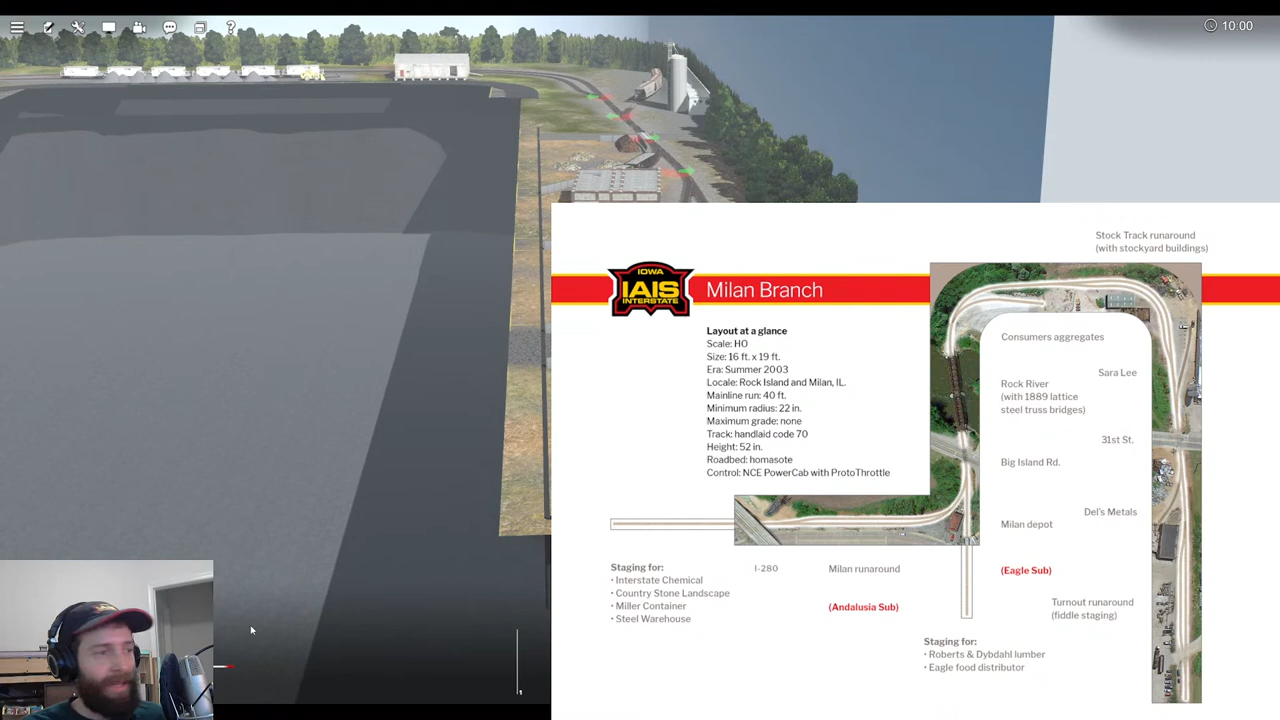 10:00
Stock Track runaround
(with stockyard buildings)
IOWA
IAIS
INTERSTATE
Milan Branch
Layout at a glance
Scale: HO
Size: 16 ft. x 19 ft.
Era: Summer 2003
Locale: Rock Island and Milan, IL.
Mainline run: 40 ft.
Minimum radius: 22 in.
Maximum grade: none
Track: handlaid code 70
Height: 52 in.
Roadbed: homasote
Control: NCE PowerCab with ProtoThrottle
Consumers aggregates
Sara Lee
Rock River
(with 1889 lattice
steel truss bridges)
31st St.
Big Island Rd.
Del's Metals
Milan depot
Staging for:
• Interstate Chemical
• Country Stone Landscape
• Miller Container
• Steel Warehouse
I-280
Milan runaround
(Andalusia Sub)
(Eagle Sub)
Turnout runaround
(fiddle staging)
Staging for:
• Roberts & Dybdahl lumber
• Eagle food distributor
1